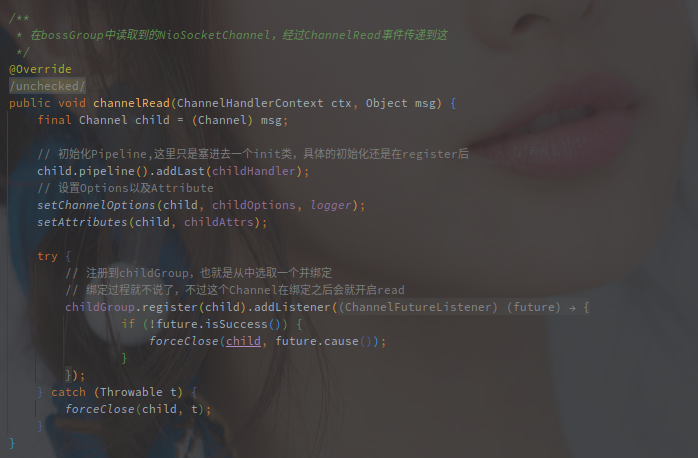 /**
 * 在bossGroup中读取到的NioSocketChannel，经过ChannelRead事件传递到这
 */
@Override
/unchecked/
public void channelRead(ChannelHandlerContext ctx, Object msg) {
    final Channel child = (Channel) msg;

    // 初始化Pipeline,这里只是塞进去一个init类，具体的初始化还是在register后
    child.pipeline().addLast(childHandler);
    // 设置Options以及Attribute
    setChannelOptions(child, childOptions, logger);
    setAttributes(child, childAttrs);

    try {
        // 注册到childGroup，也就是从中选取一个并绑定
        // 绑定过程就不说了，不过这个Channel在绑定之后会就开启read
        childGroup.register(child).addListener((ChannelFutureListener) (future) → {
                if (!future.isSuccess()) {
                    forceClose(child, future.cause());
                }
        });
    } catch (Throwable t) {
        forceClose(child, t);
    }
}